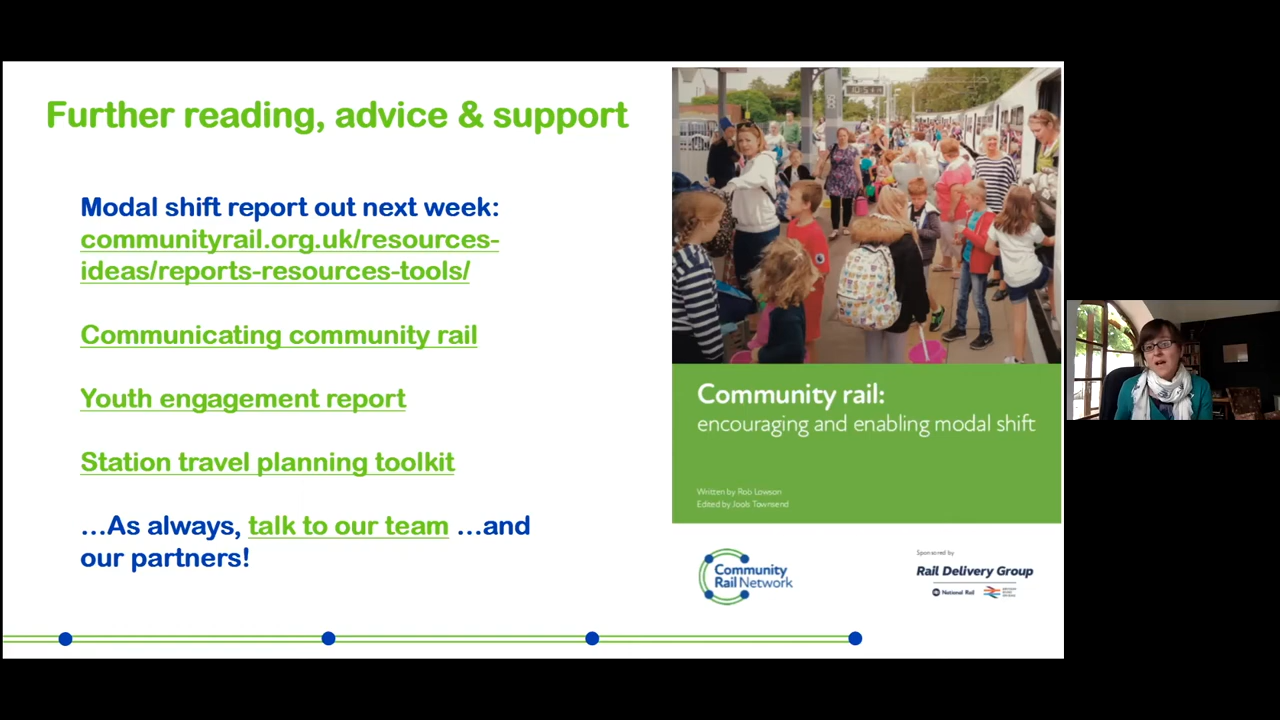 Further reading, advice & support
Modal shift report out next week:
communityrail.org.uk/resources-
ideas/reports-resources-tools/
Communicating community rail
Youth engagement report
Station travel planning toolkit
...As always, talk to our team ...and
our partners!
Community rail:
encouraging and enabling modal shift
Written by Rob Lowson
Edited by Jools Townsend
Community
Rail Network
Sponsored by
Rail Delivery Group
National Rail